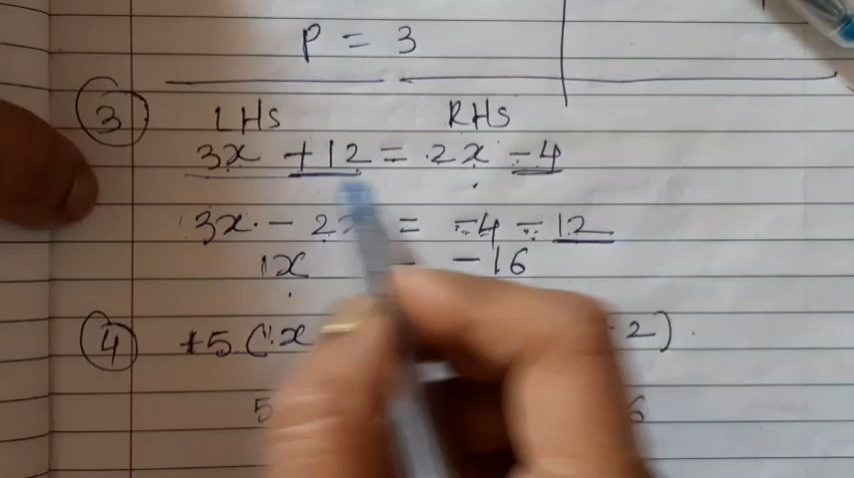 P = 3
③ LHS RHS
3x + 12 = 2x - 4
3x - 2x = -4 - 12
1x - -16
④ +5(x 2)
5 6